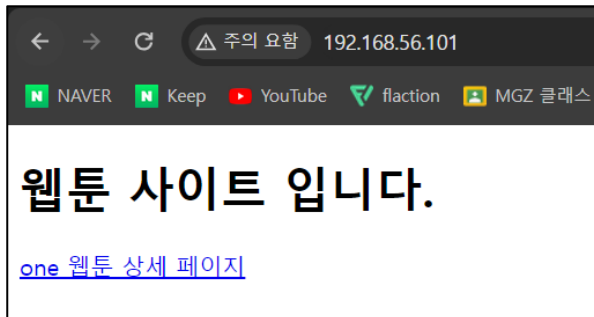 주의 요함 192.168.56.101
NAVER Keep YouTube flaction MGZ 클래스
웹툰 사이트 입니다.
one 웹툰 상세 페이지